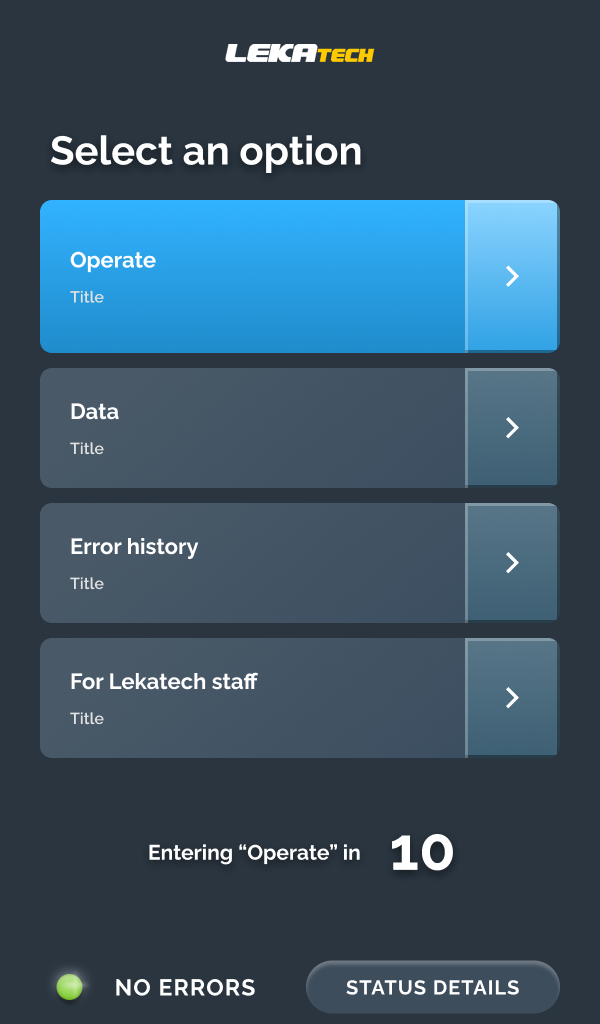 LEKATECH
Select an option
Operate
Title
Data
Title
Error history
Title
For Lekatech staff
Title
Entering “Operate” in 10
NO ERRORS
STATUS DETAILS